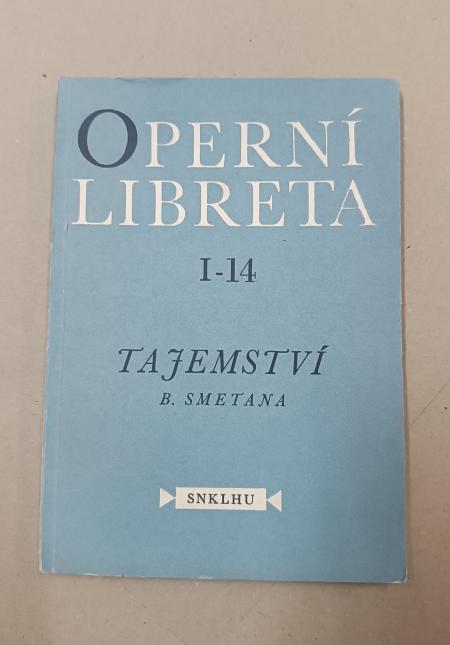 OPERNÍ
LIBRETA
I-14
TAJEMSTVÍ
B. SMETANA
SNKLHU